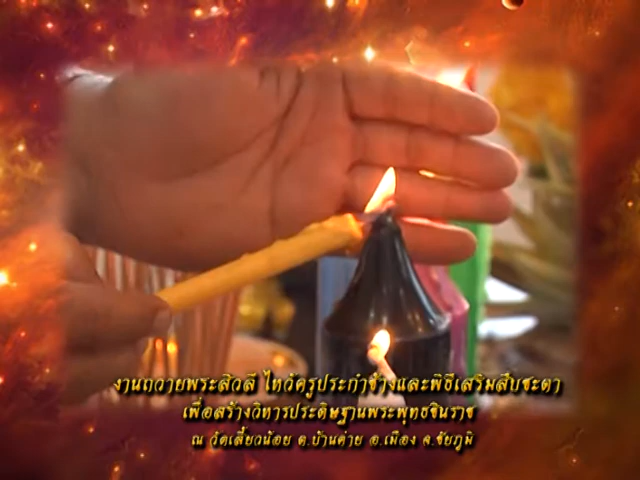 งานถวายพระสิวลี ไหว้ครูประกำช้างและพิธีเสริมสืบชะตา
เพื่อสร้างวิหารประดิษฐานพระพุทธชินราช
ณ วัดเสี้ยวน้อย ต.บ้านค่าย อ.เมือง จ.ชัยภูมิ